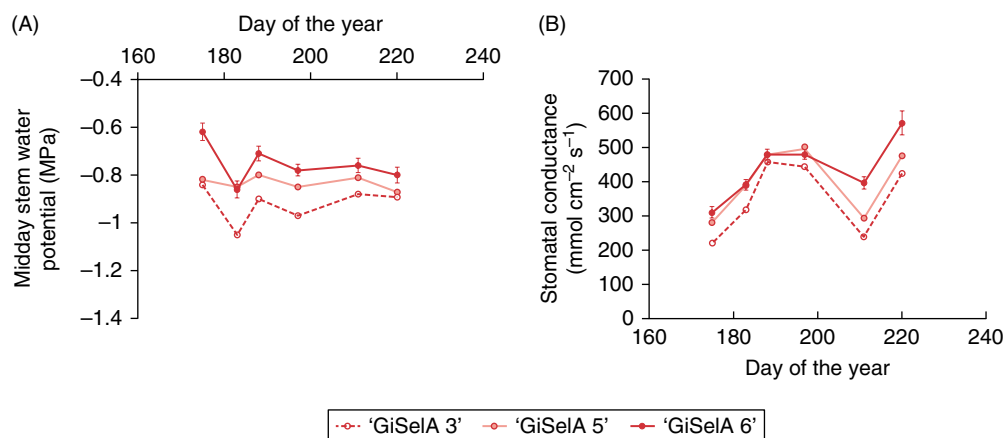 (A)
Day of the year
160 180 200 220 240
−0.4
−0.6
−0.8
−1
−1.2
−1.4
Midday stem water
potential (MPa)
(B)
700
600
500
400
300
200
100
0
Stomatal conductance
(mmol cm⁻² s⁻¹)
160 180 200 220 240
Day of the year
‘GiSelA 3’ ‘GiSelA 5’ ‘GiSelA 6’